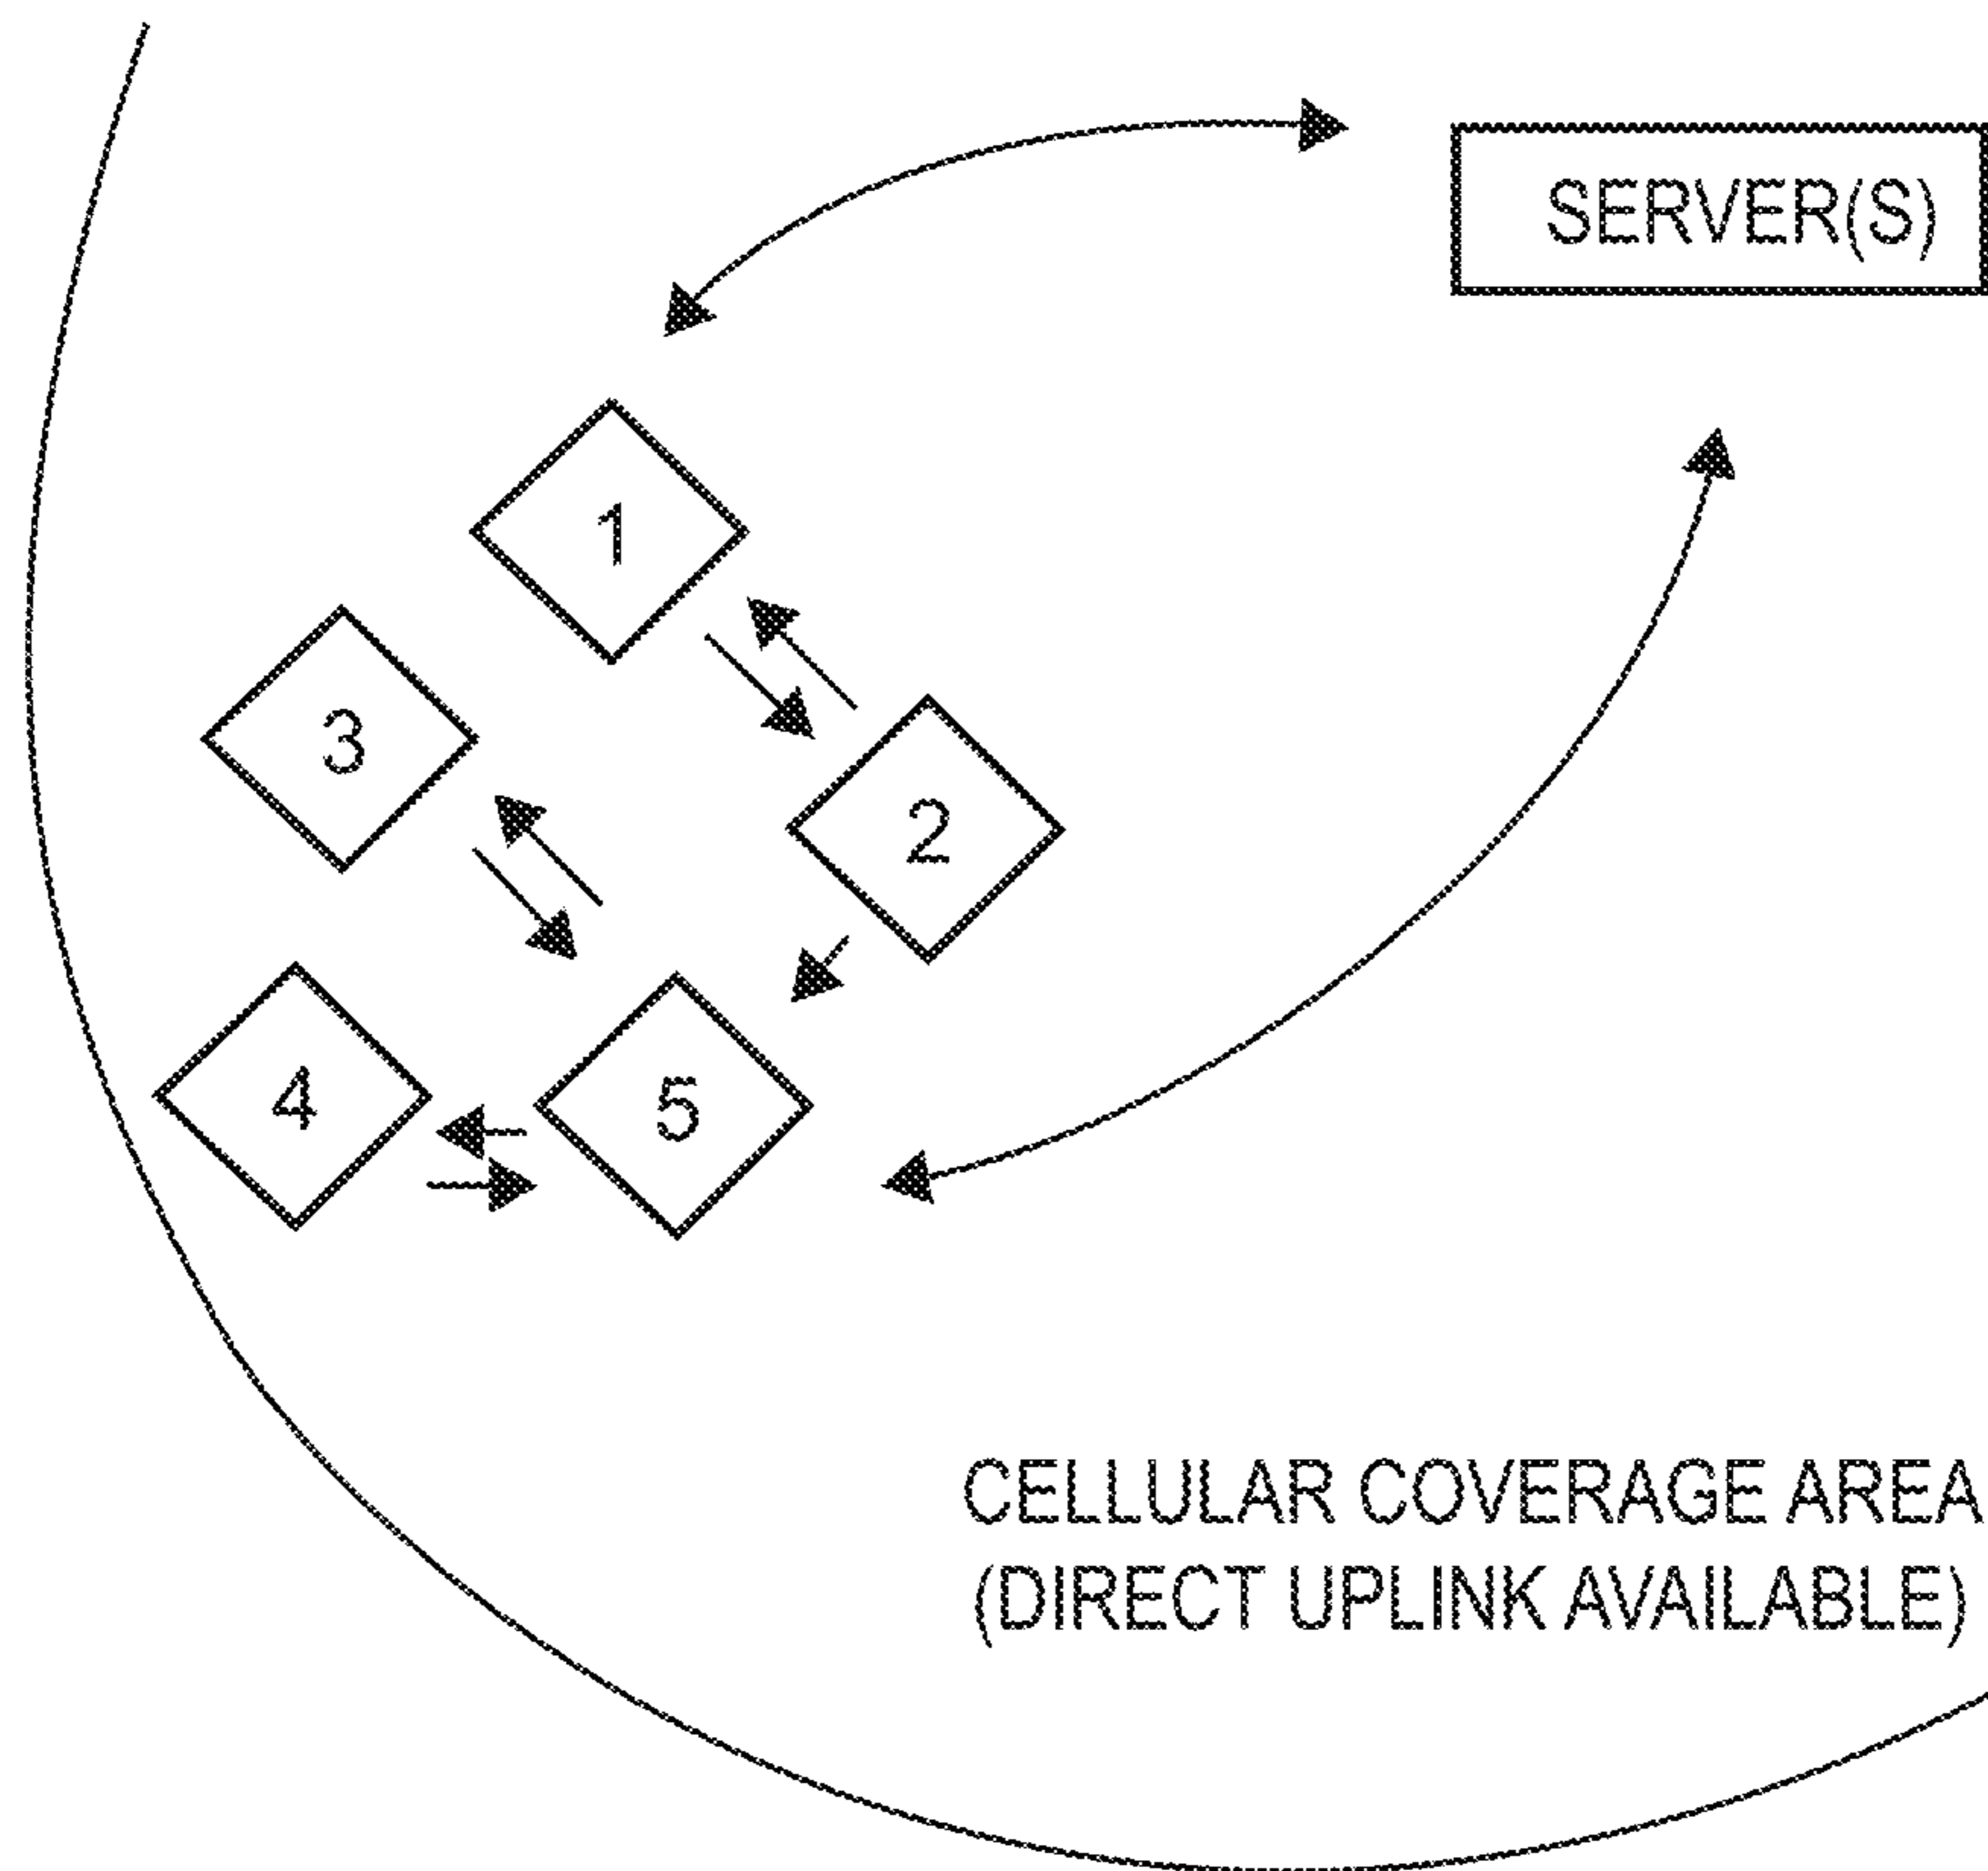 SERVER(S)
1
3
2
4
5
CELLULAR COVERAGE AREA
(DIRECT UPLINK AVAILABLE)